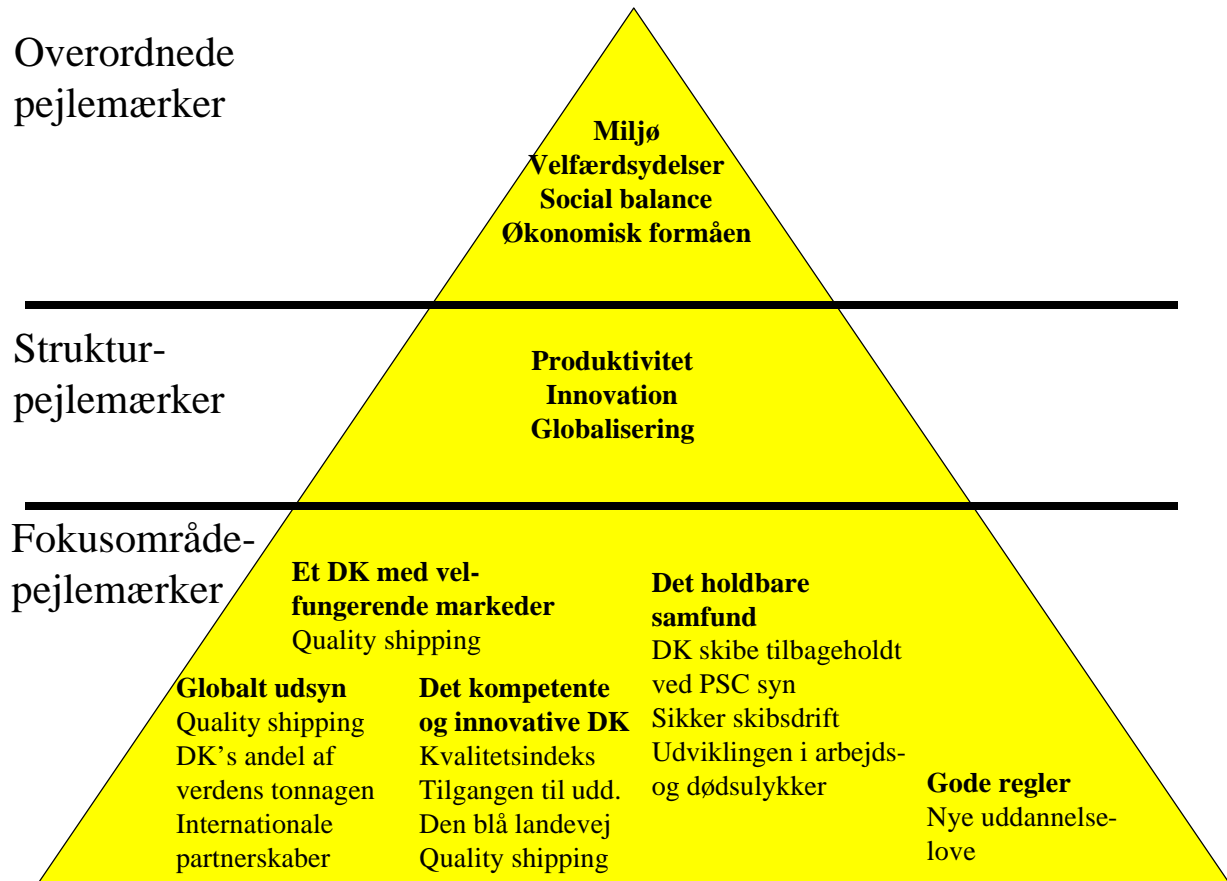 Overordnede
pejlemærker
Miljø
Velfærdsydelser
Social balance
Økonomisk formåen
Struktur-
pejlemærker
Produktivitet
Innovation
Globalisering
Fokusområde-
pejlemærker
Et DK med vel-
fungerende markeder
Quality shipping
Globalt udsyn
Quality shipping
DK's andel af
verdens tonnagen
Internationale
partnerskaber
Det kompetente
og innovative DK
Kvalitetsindeks
Tilgangen til udd.
Den blå landevej
Quality shipping
Det holdbare
samfund
DK skibe tilbageholdt
ved PSC syn
Sikker skibsdrift
Udviklingen i arbejds-
og dødsulykker
Gode regler
Nye uddannelse-
love